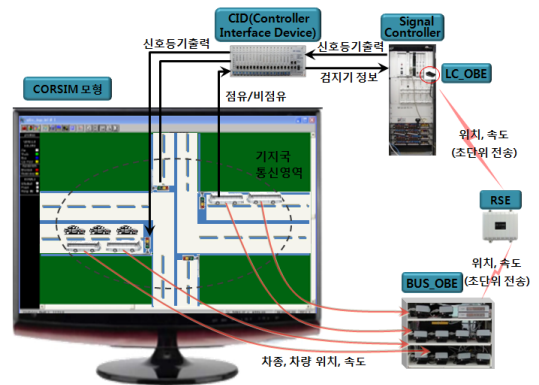 CID(Controller
Interface Device)
Signal
Controller
신호등기출력
신호등기출력
LC_OBE
CORSIM 모형
검지기 정보
점유/비점유
위치, 속도
(초단위 전송)
기지국
통신영역
RSE
위치, 속도
(초단위 전송)
BUS_OBE
차종, 차량 위치, 속도